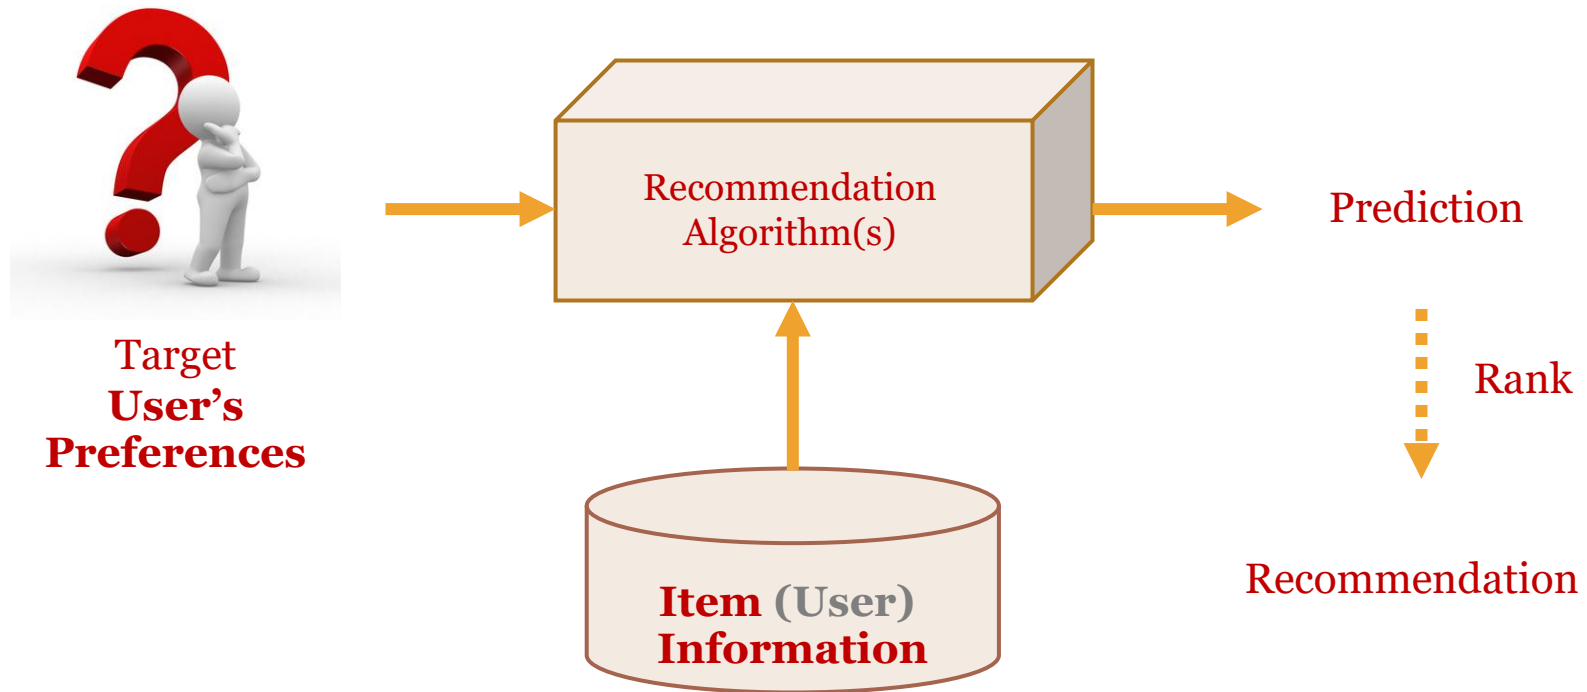 Target
User’s
Preferences
Recommendation
Algorithm(s)
Item (User)
Information
Prediction
Rank
Recommendation